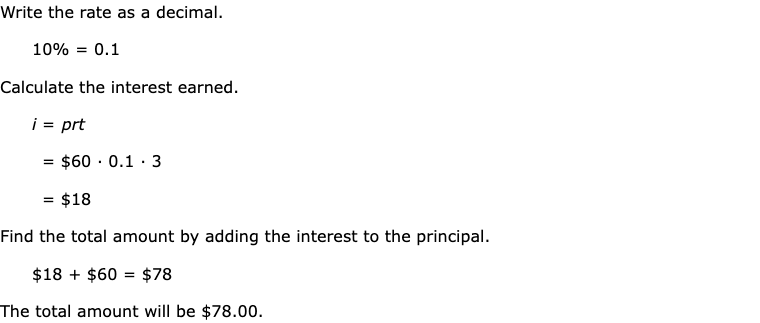 Write the rate as a decimal.
10% = 0.1
Calculate the interest earned.
i = prt
= $60 · 0.1 · 3
= $18
Find the total amount by adding the interest to the principal.
$18 + $60 = $78
The total amount will be $78.00.